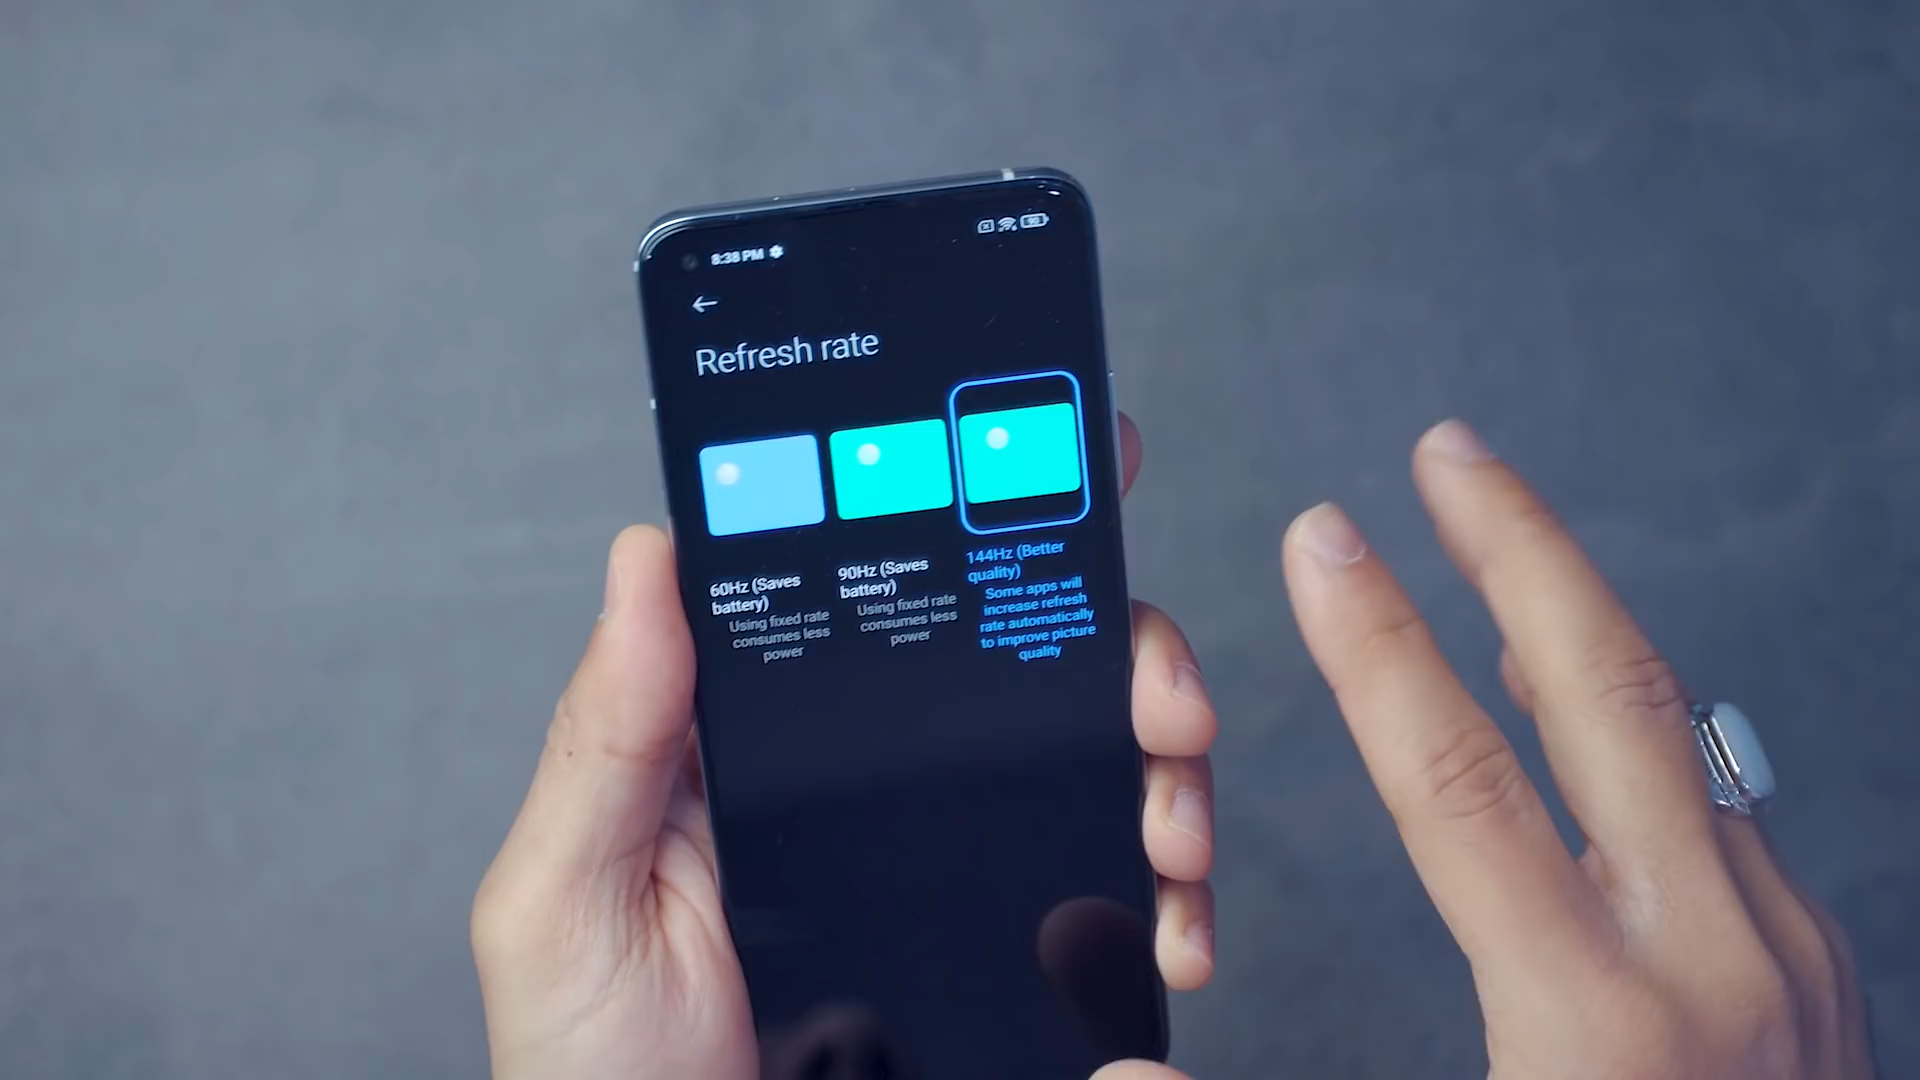 8:38 PM
90
Refresh rate
60Hz (Saves
battery)
Using fixed rate
consumes less
power
90Hz (Saves
battery)
Using fixed rate
consumes less
power
144Hz (Better
quality)
Some apps will
increase refresh
rate automatically
to improve picture
quality